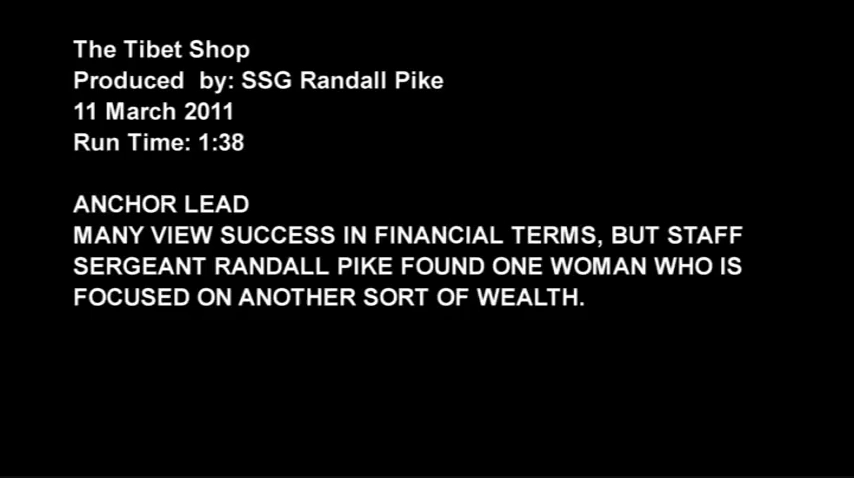 The Tibet Shop
Produced  by: SSG Randall Pike
11 March 2011
Run Time: 1:38
ANCHOR LEAD
MANY VIEW SUCCESS IN FINANCIAL TERMS, BUT STAFF
SERGEANT RANDALL PIKE FOUND ONE WOMAN WHO IS
FOCUSED ON ANOTHER SORT OF WEALTH.